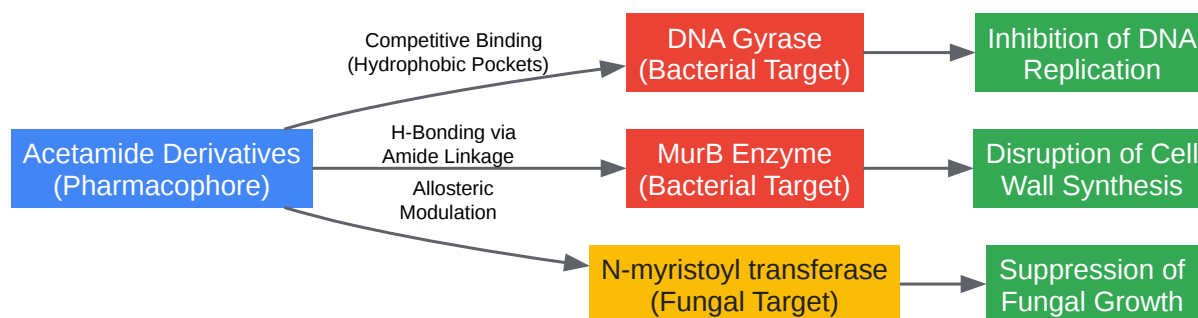 Competitive Binding
(Hydrophobic Pockets)
DNA Gyrase
(Bacterial Target)
Inhibition of DNA
Replication
Acetamide Derivatives
(Pharmacophore)
H-Bonding via
Amide Linkage
MurB Enzyme
(Bacterial Target)
Disruption of Cell
Wall Synthesis
Allosteric
Modulation
N-myristoyl transferase
(Fungal Target)
Suppression of
Fungal Growth